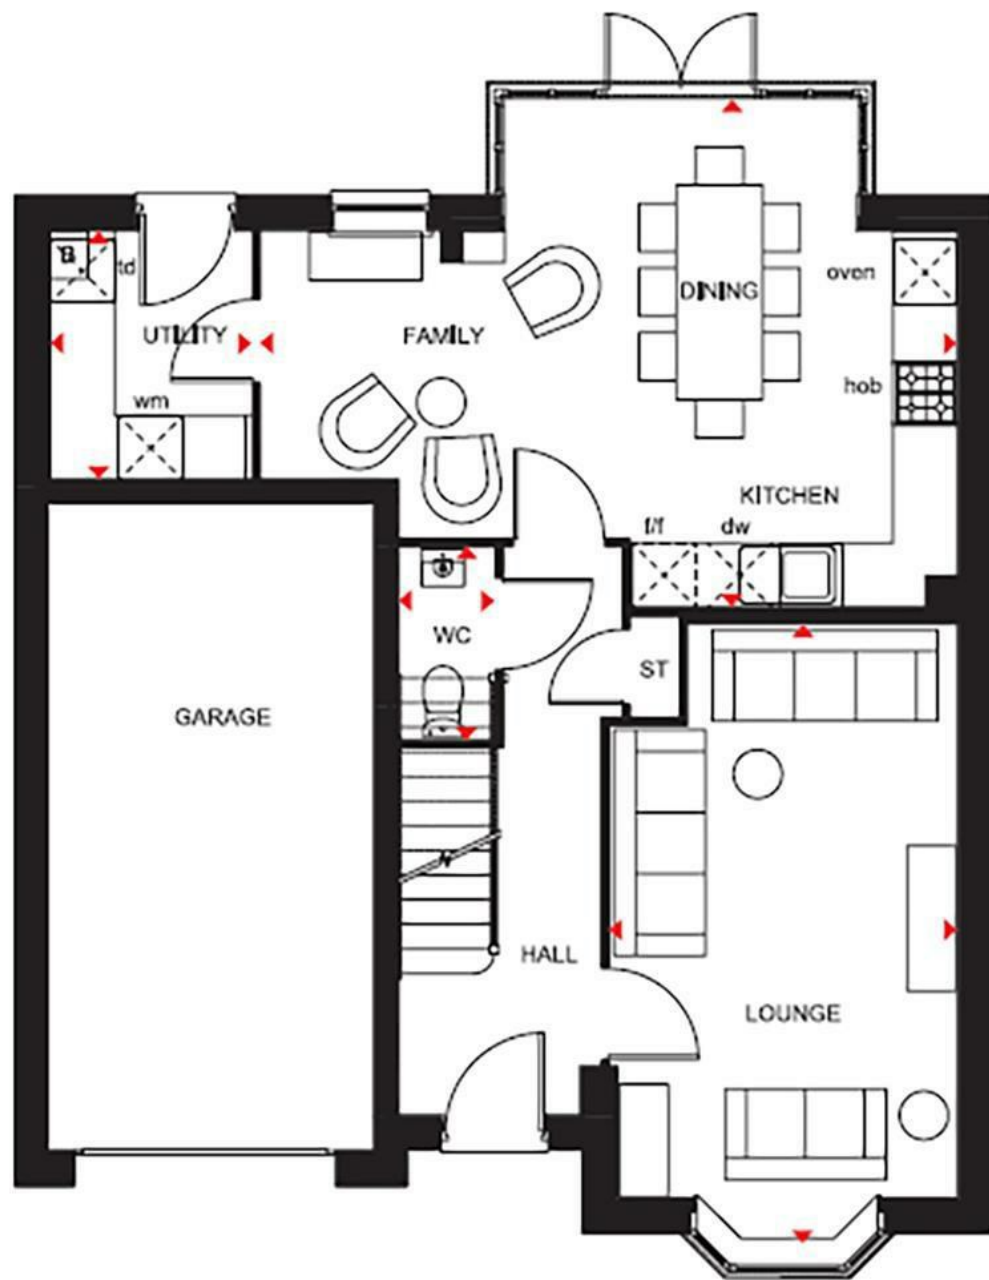 B
td
oven
UTILITY
FAMILY
DINING
hob
wm
KITCHEN
f/f
dw
WC
ST
GARAGE
HALL
LOUNGE